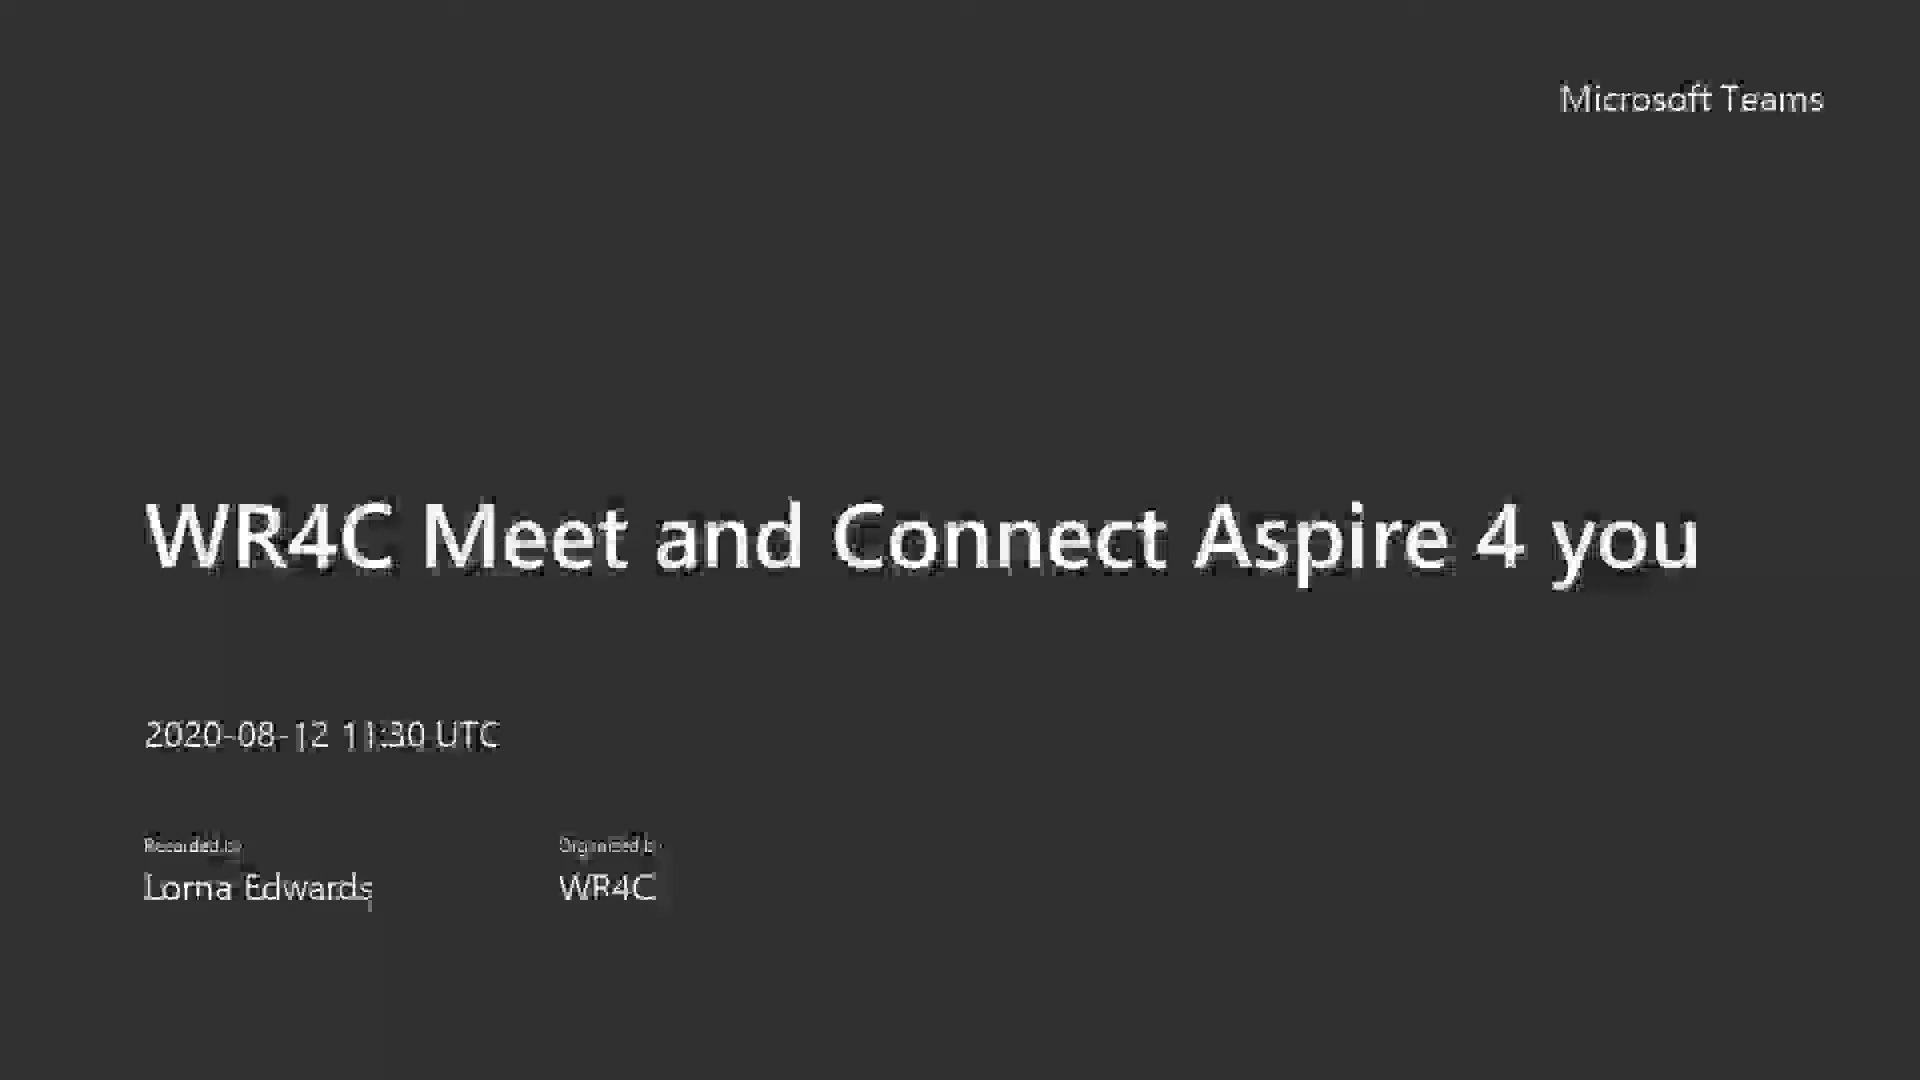 Microsoft Teams
WR4C Meet and Connect Aspire 4 you
2020-08-12 11:30 UTC
Recorded by
Organized by
Lorna Edwards
WR4C